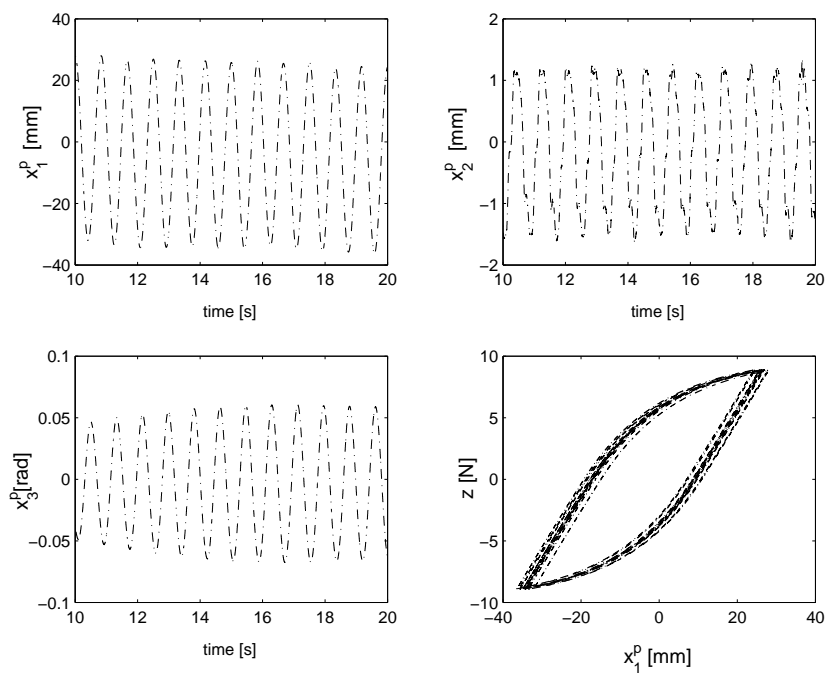 40
20
0
−20
−40
x₁ᵖ [mm]
10 12 14 16 18 20
time [s]
2
1
0
−1
−2
x₂ᵖ [mm]
10 12 14 16 18 20
time [s]
0.1
0.05
0
−0.05
−0.1
x₃ᵖ[rad]
10 12 14 16 18 20
time [s]
10
5
0
−5
−10
z [N]
−40 −20 0 20 40
x₁ᵖ [mm]